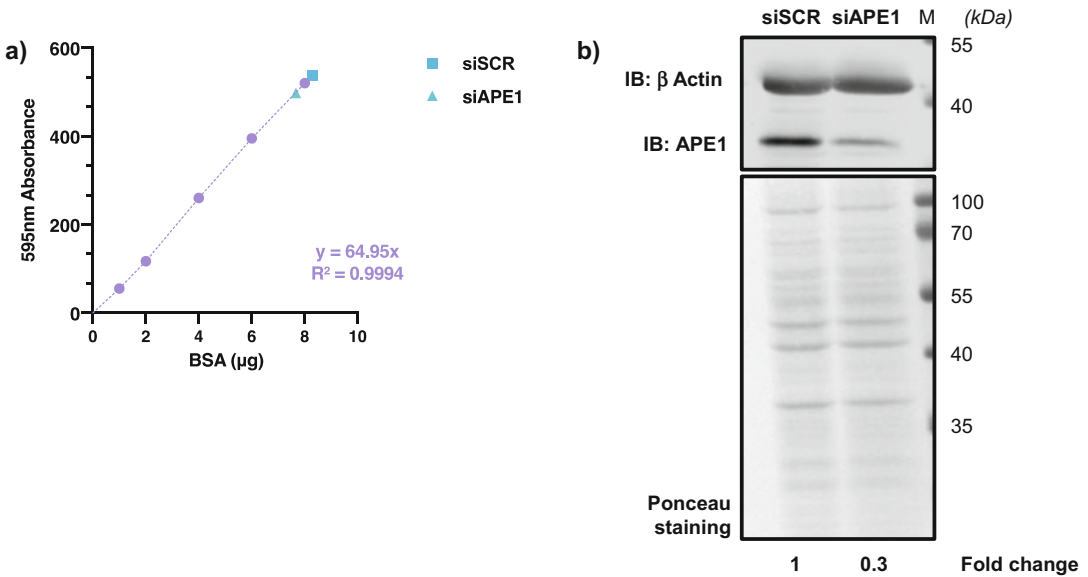 a)
600
400
200
0
595nm Absorbance
0 2 4 6 8 10
BSA (µg)
siSCR
siAPE1
y = 64.95x
R² = 0.9994
b)
siSCR siAPE1 M (kDa)
IB: β Actin
IB: APE1
55
40
100
70
55
40
35
Ponceau
staining
1 0.3 Fold change